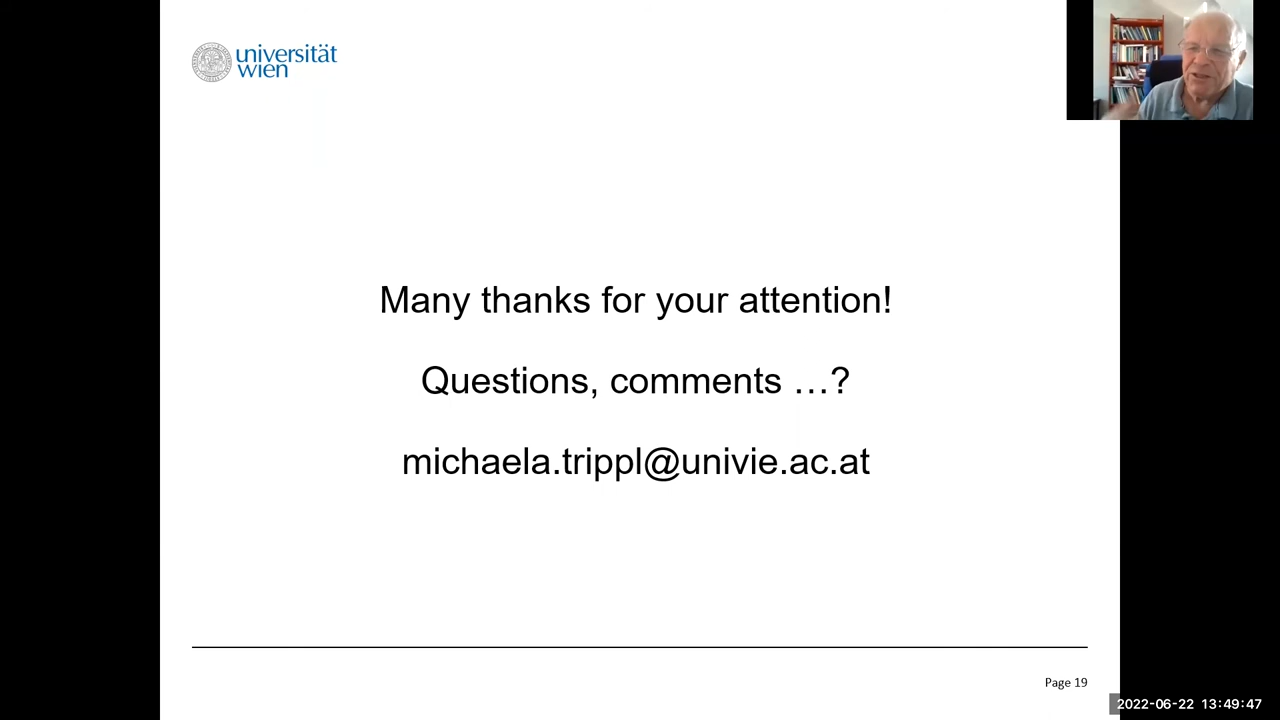 universität
wien
Many thanks for your attention!
Questions, comments …?
michaela.trippl@univie.ac.at
Page 19
2022-06-22 13:49:47